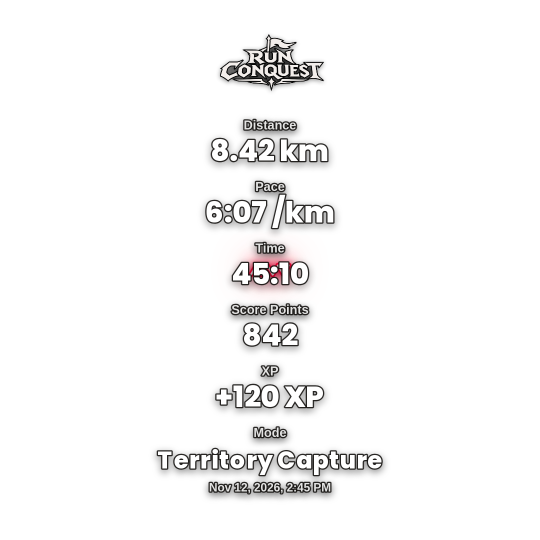 RUN
CONQUEST
Distance
8.42 km
Pace
6:07 /km
Time
45:10
Score Points
842
XP
+120 XP
Mode
Territory Capture
Nov 12, 2026, 2:45 PM